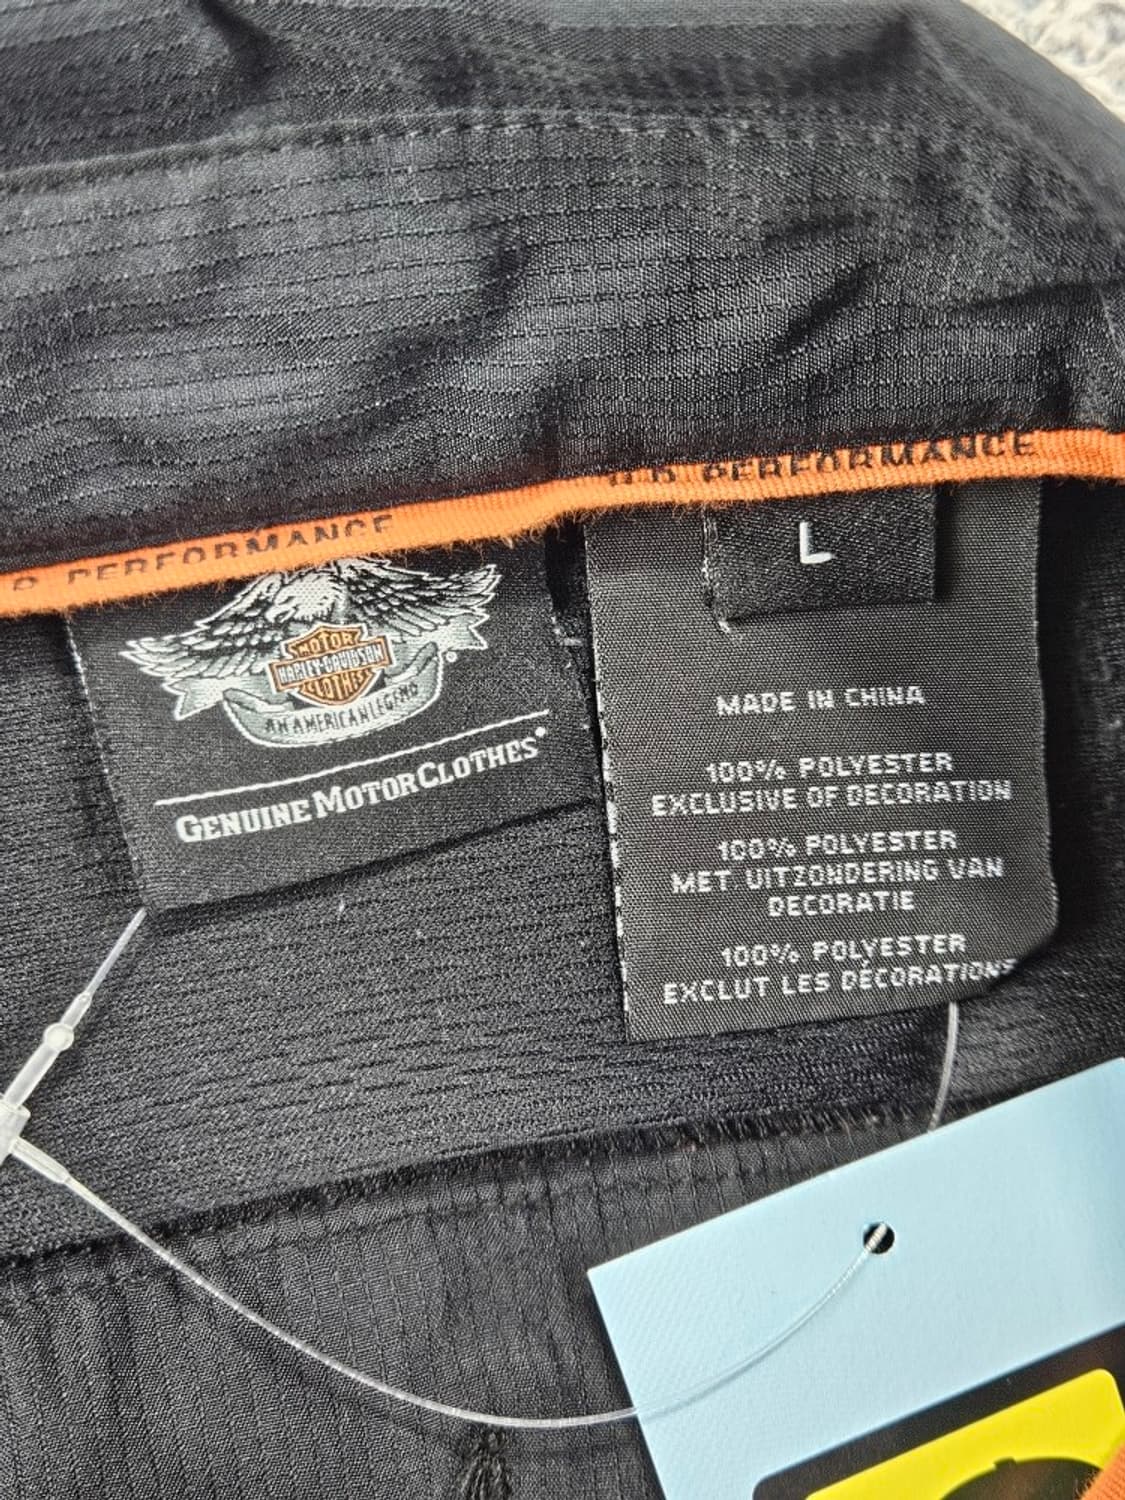 PERFORMANCE
H-D PERFORMANCE
L
MOTOR
HARLEY-DAVIDSON
CLOTHES
®
AN AMERICAN LEGEND
GENUINE MOTORCLOTHES®
MADE IN CHINA
100% POLYESTER
EXCLUSIVE OF DECORATION
100% POLYESTER
MET UITZONDERING VAN
DECORATIE
100% POLYESTER
EXCLUT LES DÉCORATIONS